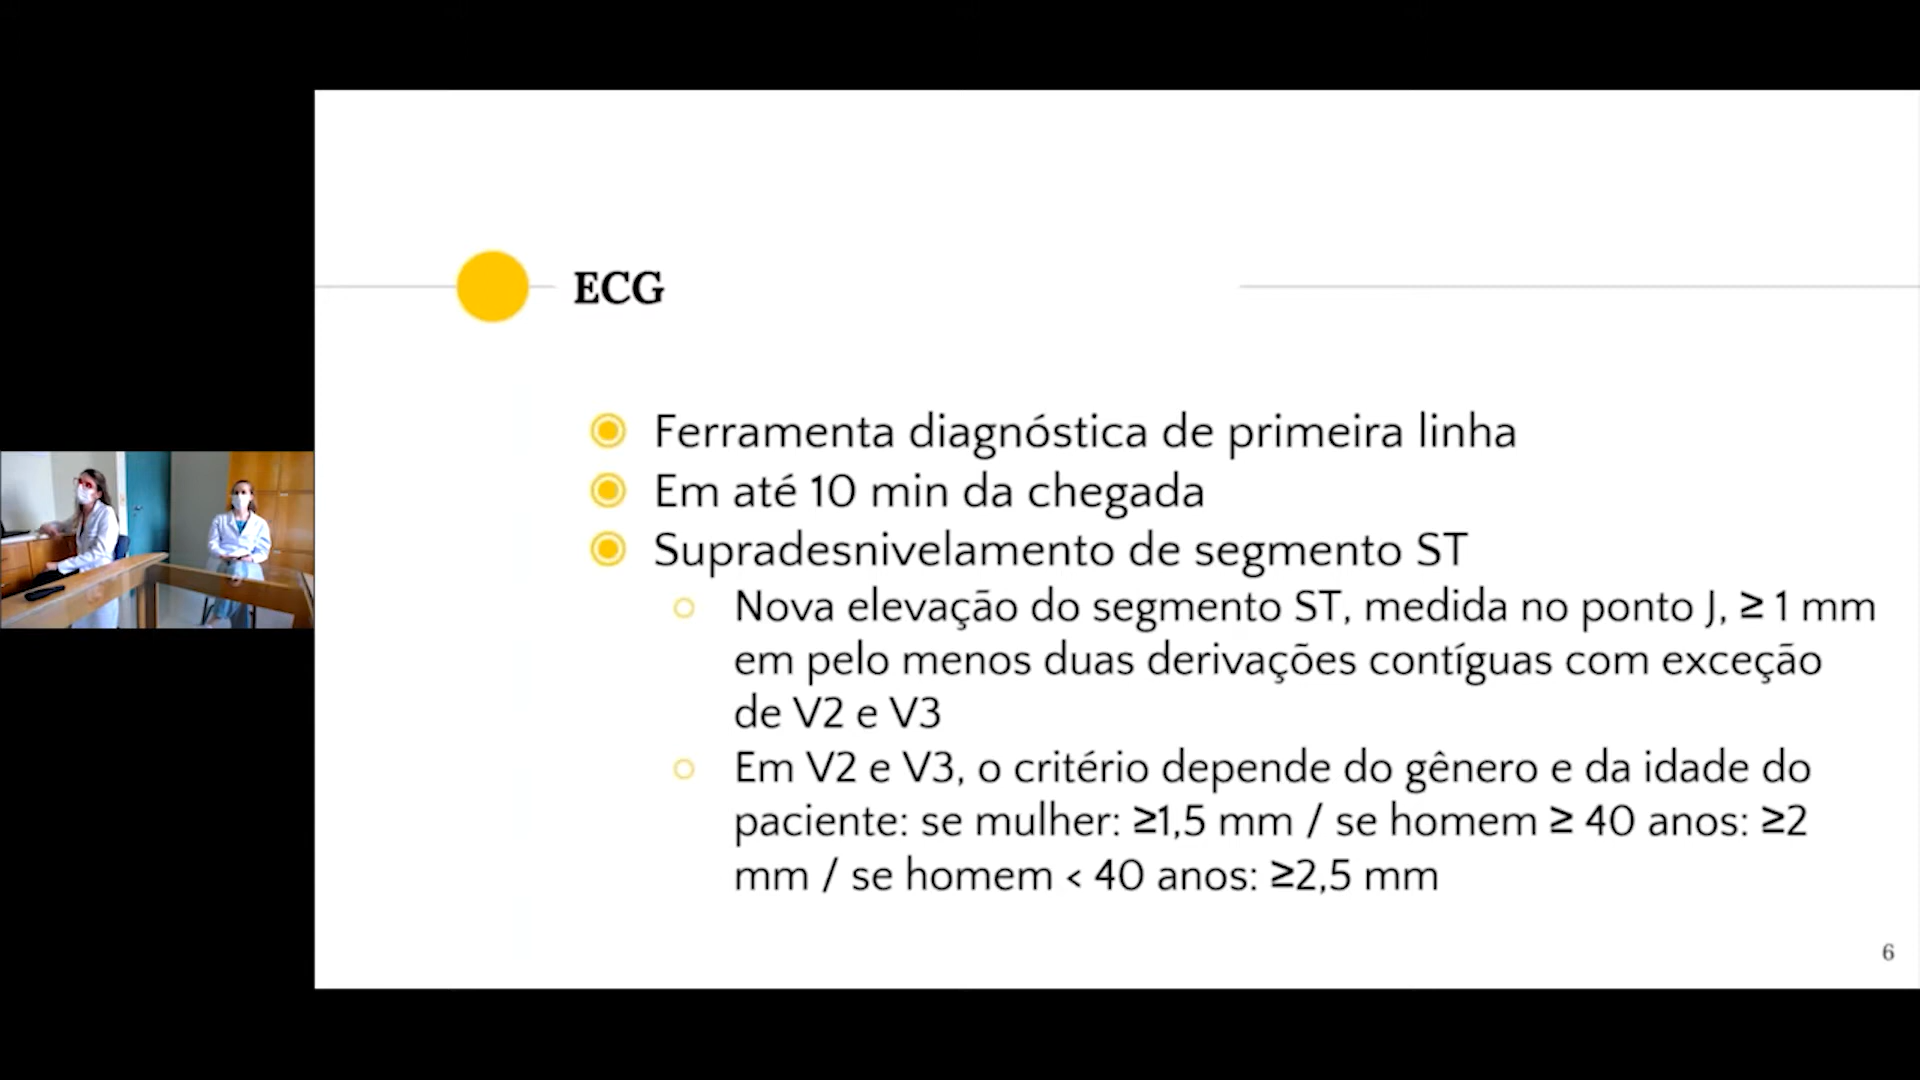 ECG
Ferramenta diagnóstica de primeira linha
Em até 10 min da chegada
Supradesnivelamento de segmento ST
Nova elevação do segmento ST, medida no ponto J, ≥ 1 mm
em pelo menos duas derivações contíguas com exceção
de V2 e V3
Em V2 e V3, o critério depende do gênero e da idade do
paciente: se mulher: ≥1,5 mm / se homem ≥ 40 anos: ≥2
mm / se homem < 40 anos: ≥2,5 mm
6